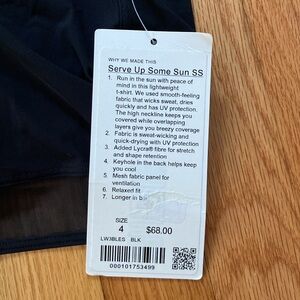 WHY WE MADE THIS
Serve Up Some Sun SS
1. Run in the sun with peace of
mind in this lightweight
t-shirt. We used smooth-feeling
fabric that wicks sweat, dries
quickly and has UV protection.
The high neckline keeps you
covered while overlapping
layers give you breezy coverage
2. Fabric is sweat-wicking and
quick-drying with UV protection
3. Added Lycra® fibre for stretch
and shape retention
4. Keyhole in the back helps keep
you cool
5. Mesh fabric panel for
ventilation
6. Relaxed fit
7. Longer in
SIZE
4 $68.00
LW3BLES BLK
000101753499